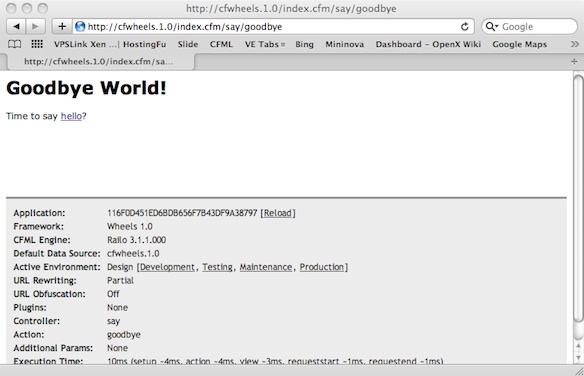 http://cfwheels.1.0/index.cfm/say/goodbye
http://cfwheels.1.0/index.cfm/say/goodbye
Google
VPSLink Xen ...| HostingFu Slide CFML VE Tabs Bing Mininova Dashboard – OpenX Wiki Google Maps
http://cfwheels.1.0/index.cfm/sa...
Goodbye World!
Time to say hello?
Application: 116F0D451ED6BDB656F7B43DF9A38797 [Reload]
Framework: Wheels 1.0
CFML Engine: Railo 3.1.1.000
Default Data Source: cfwheels.1.0
Active Environment: Design [Development, Testing, Maintenance, Production]
URL Rewriting: Partial
URL Obfuscation: Off
Plugins: None
Controller: say
Action: goodbye
Additional Params: None
Execution Time: 10ms (setup ~4ms, action ~4ms, view ~3ms, requeststart ~1ms, requestend ~1ms)